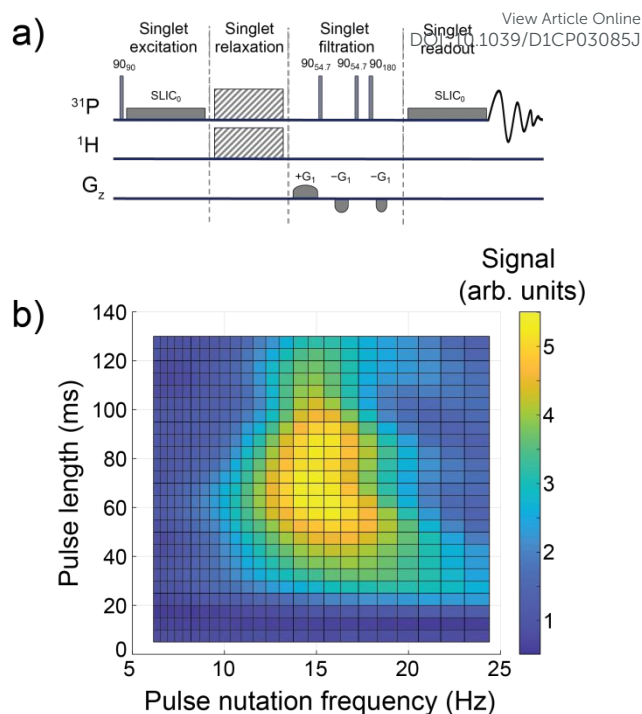 View Article Online
DOI: 10.1039/D1CP03085J
a)
Singlet excitation
Singlet relaxation
Singlet filtration
Singlet readout
90₉₀
90₅₄.₇
90₅₄.₇
90₁₈₀
SLIC₀
SLIC₀
³¹P
¹H
+G₁
−G₁
−G₁
G_z
b)
Signal
(arb. units)
140
120
100
80
60
40
20
0
Pulse length (ms)
5
10
15
20
25
Pulse nutation frequency (Hz)
5
4
3
2
1